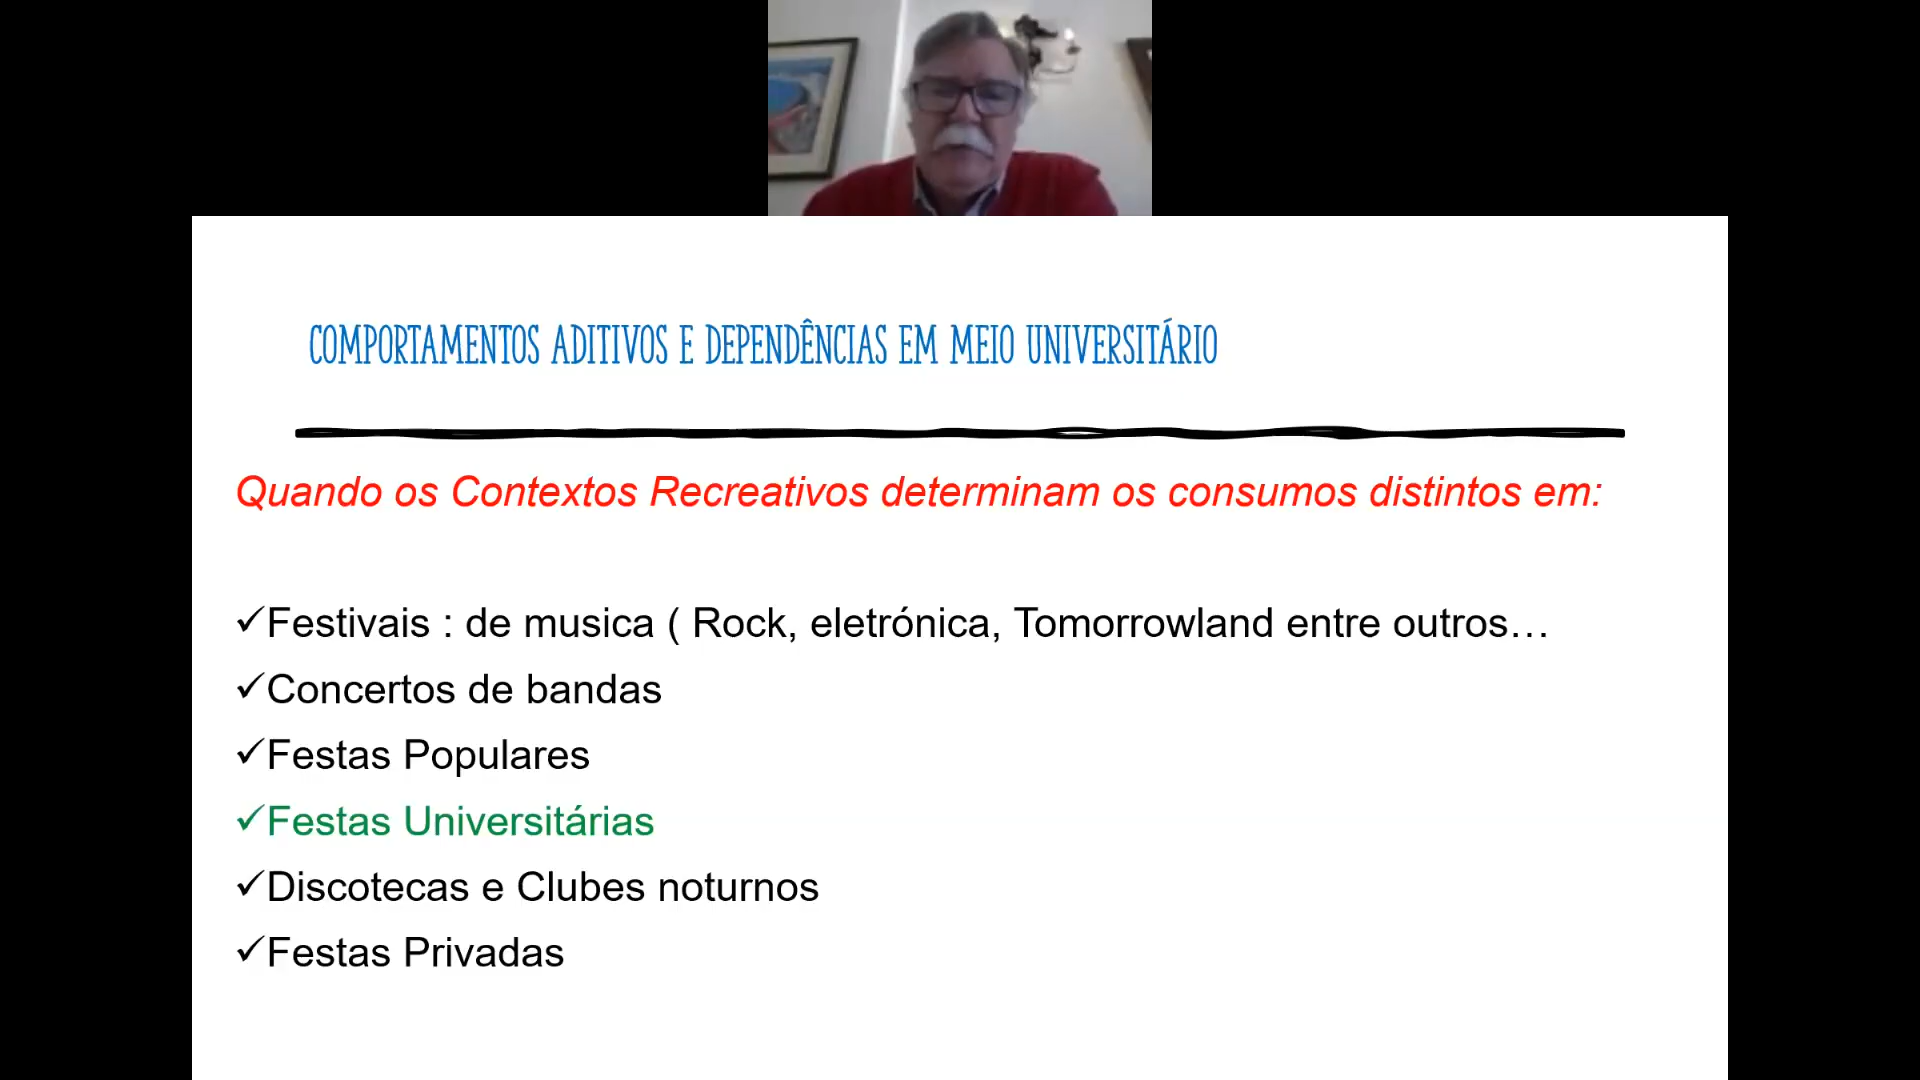 COMPORTAMENTOS ADITIVOS E DEPENDÊNCIAS EM MEIO UNIVERSITÁRIO
Quando os Contextos Recreativos determinam os consumos distintos em:
✓Festivais : de musica ( Rock, eletrónica, Tomorrowland entre outros…
✓Concertos de bandas
✓Festas Populares
✓Festas Universitárias
✓Discotecas e Clubes noturnos
✓Festas Privadas